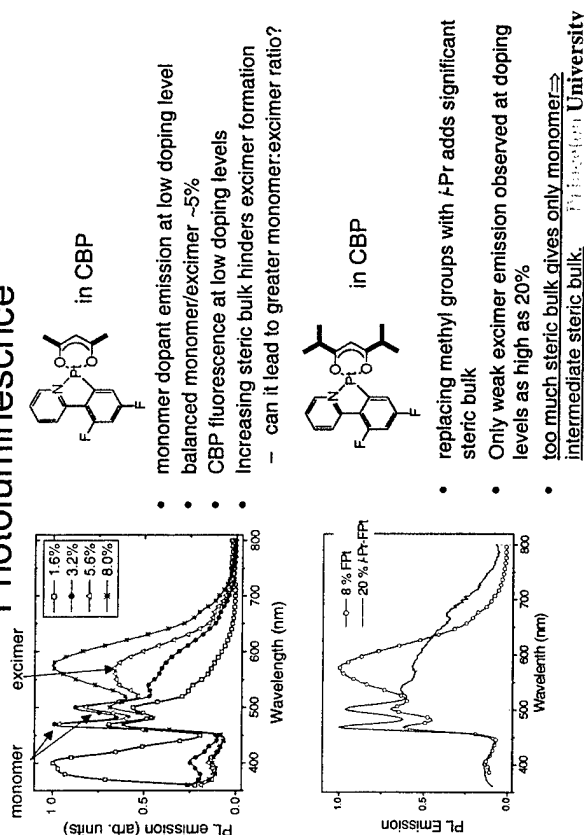 Photoluminescnce
monomer
excimer
PL emission (arb. units)
1.0
0.5
0.0
400
500
600
700
800
Wavelength (nm)
1.6%
3.2%
5.6%
8.0%
N
O
Pt
O
F
F
in CBP
• monomer dopant emission at low doping level
balanced monomer/excimer ~5%
• CBP fluorescence at low doping levels
• Increasing steric bulk hinders excimer formation
– can it lead to greater monomer:excimer ratio?
PL Emission
1.0
0.5
0.0
400
500
600
700
800
Wavelenth (nm)
8 % FPt
20 % i-Pr-FPt
N
O
Pt
O
F
F
in CBP
• replacing methyl groups with i-Pr adds significant
steric bulk
• Only weak excimer emission observed at doping
levels as high as 20%
• too much steric bulk gives only monomer⇒
intermediate steric bulk.
Princeton University